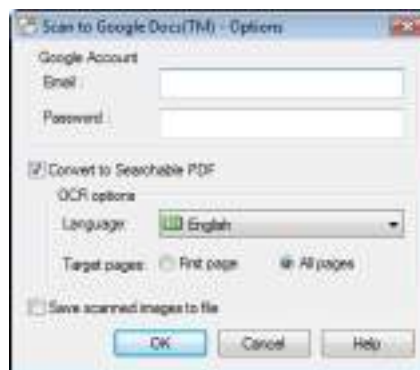 Scan to Google Docs(TM) - Options
Google Account
Email :
Password :
Convert to Searchable PDF
OCR options
Language: English
Target pages: First page All pages
Save scanned images to file
OK Cancel Help